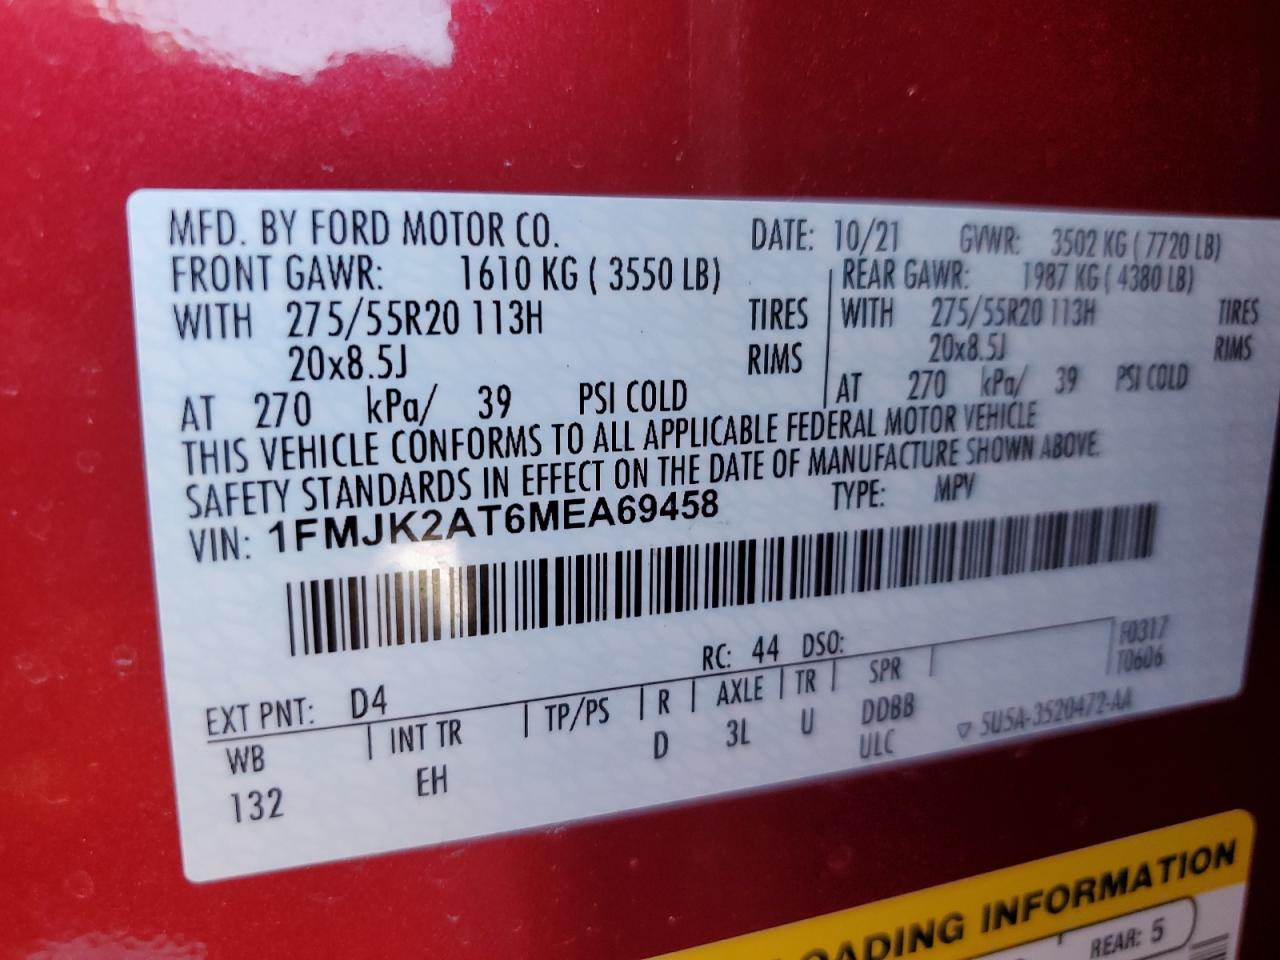 MFD. BY FORD MOTOR CO. DATE: 10/21 GVWR: 3502 KG ( 7720 LB)
FRONT GAWR: 1610 KG ( 3550 LB) REAR GAWR: 1987 KG ( 4380 LB)
WITH 275/55R20 113H TIRES WITH 275/55R20 113H TIRES
20x8.5J RIMS 20x8.5J RIMS
AT 270 kPa/ 39 PSI COLD AT 270 kPa/ 39 PSI COLD
THIS VEHICLE CONFORMS TO ALL APPLICABLE FEDERAL MOTOR VEHICLE
SAFETY STANDARDS IN EFFECT ON THE DATE OF MANUFACTURE SHOWN ABOVE.
VIN: 1FMJK2AT6MEA69458 TYPE: MPV
RC: 44 DSO: F0317
EXT PNT: D4 T0606
WB INT TR TP/PS R AXLE TR SPR
132 EH D 3L U DDBB
ULC 5U5A-3520472-AA
LOADING INFORMATION
REAR: 5